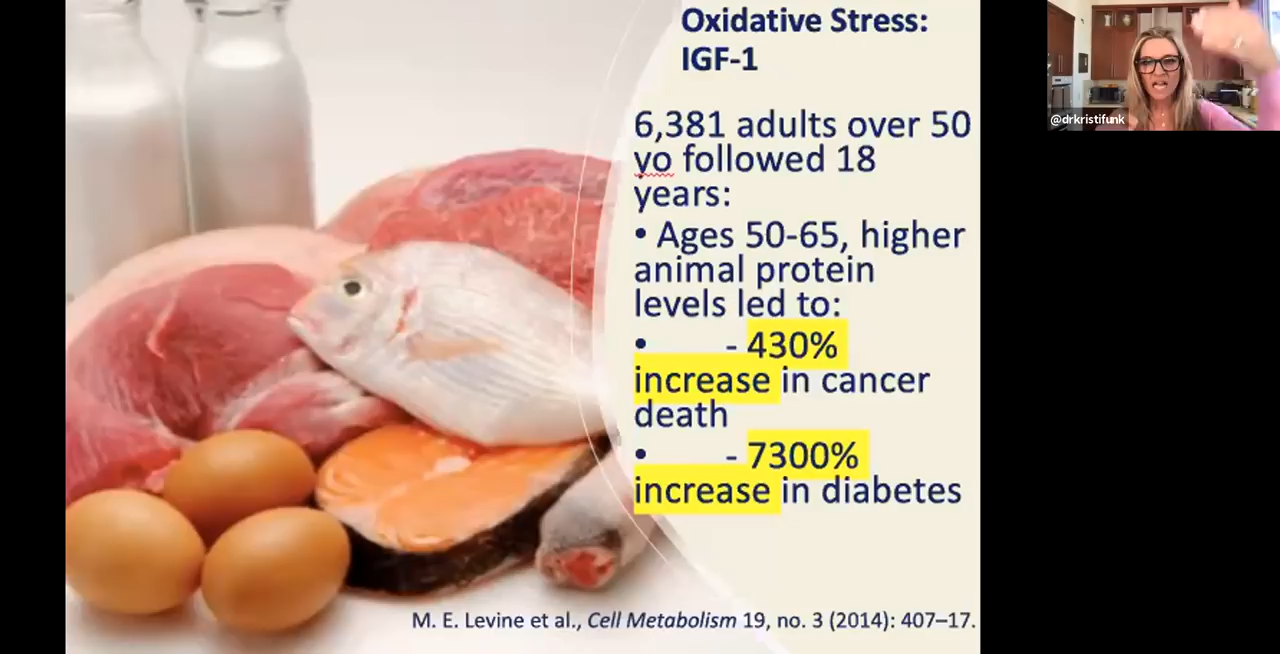 Oxidative Stress:
IGF-1
@drkristifunk
6,381 adults over 50
yo followed 18
years:
• Ages 50-65, higher
animal protein
levels led to:
• - 430%
increase in cancer
death
• - 7300%
increase in diabetes
M. E. Levine et al., Cell Metabolism 19, no. 3 (2014): 407–17.